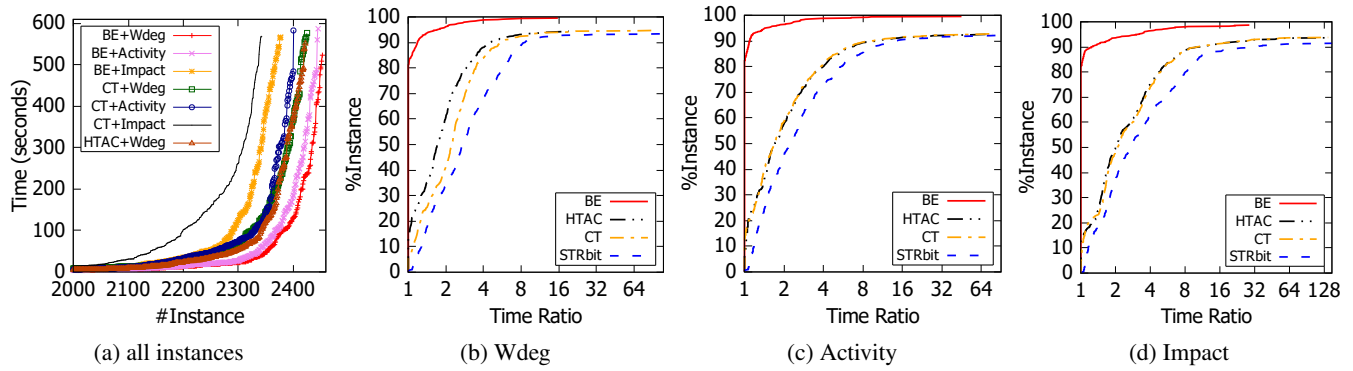 BE+Wdeg
BE+Activity
BE+Impact
CT+Wdeg
CT+Activity
CT+Impact
HTAC+Wdeg
Time (seconds)
600
500
400
300
200
100
0
2000 2100 2200 2300 2400
#Instance
(a) all instances
%Instance
100
90
80
70
60
50
40
30
20
10
0
BE
HTAC
CT
STRbit
1 2 4 8 16 32 64
Time Ratio
(b) Wdeg
%Instance
100
90
80
70
60
50
40
30
20
10
0
BE
HTAC
CT
STRbit
1 2 4 8 16 32 64
Time Ratio
(c) Activity
%Instance
100
90
80
70
60
50
40
30
20
10
0
BE
HTAC
CT
STRbit
1 2 4 8 16 32 64 128
Time Ratio
(d) Impact